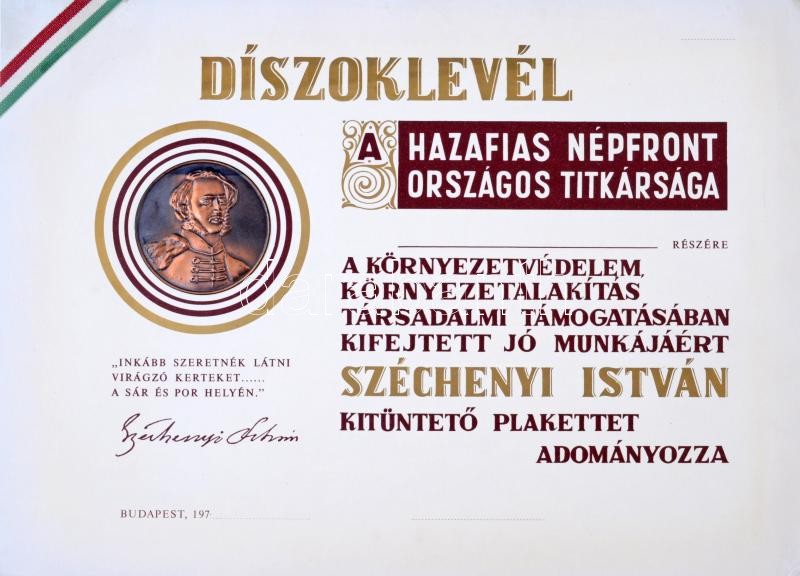 DÍSZOKLEVÉL
A HAZAFIAS NÉPFRONT
ORSZÁGOS TITKÁRSÁGA
RÉSZÉRE
A KÖRNYEZETVÉDELEM,
KÖRNYEZETALAKÍTÁS
TÁRSADALMI TÁMOGATÁSÁBAN
KIFEJTETT JÓ MUNKÁJÁÉRT
SZÉCHENYI ISTVÁN
KITÜNTETŐ PLAKETTET
ADOMÁNYOZZA
„INKÁBB SZERETNÉK LÁTNI
VIRÁGZÓ KERTEKET......
A SÁR ÉS POR HELYÉN.”
Széchenyi István
BUDAPEST, 197